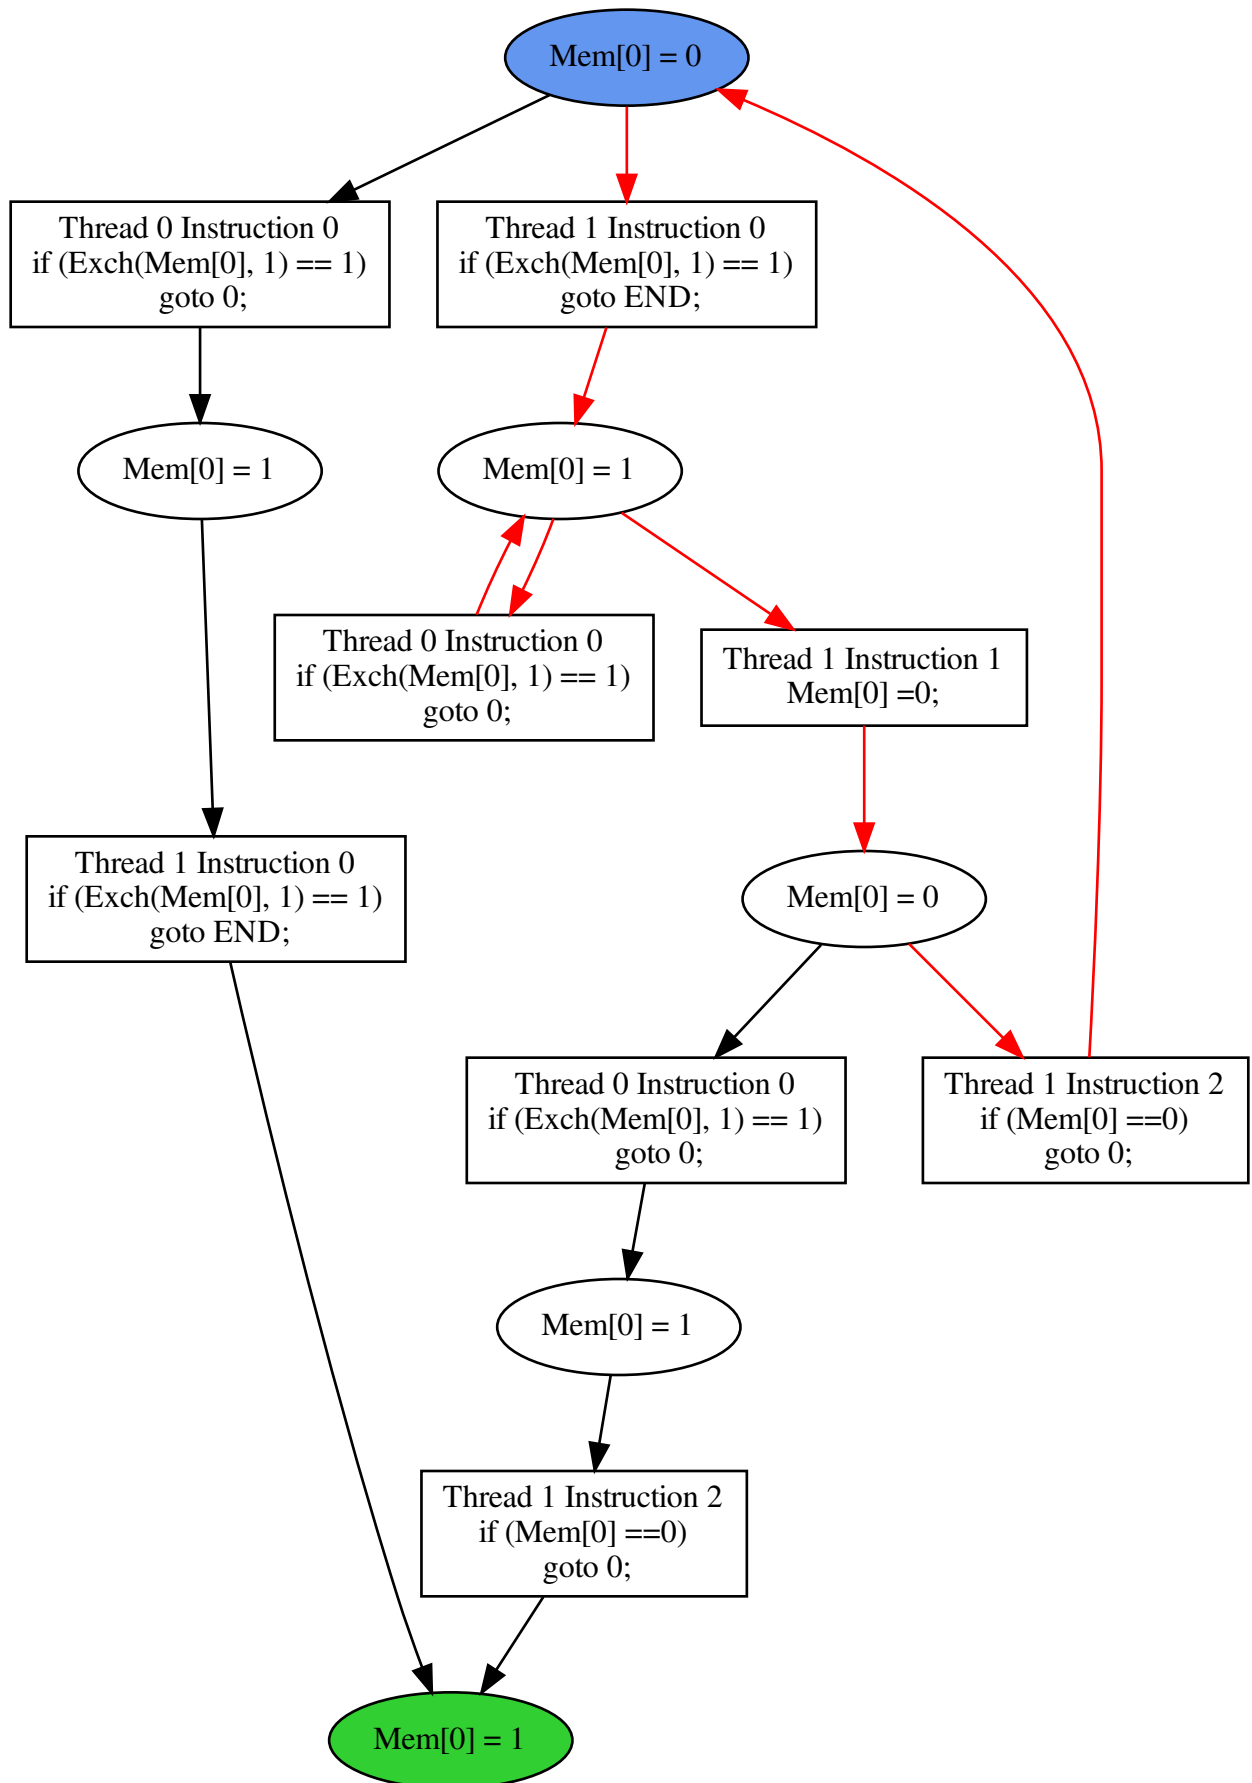 Mem[0] = 0
Thread 0 Instruction 0
if (Exch(Mem[0], 1) == 1)
goto 0;
Thread 1 Instruction 0
if (Exch(Mem[0], 1) == 1)
goto END;
Mem[0] = 1
Mem[0] = 1
Thread 0 Instruction 0
if (Exch(Mem[0], 1) == 1)
goto 0;
Thread 1 Instruction 1
Mem[0] =0;
Thread 1 Instruction 0
if (Exch(Mem[0], 1) == 1)
goto END;
Mem[0] = 0
Thread 0 Instruction 0
if (Exch(Mem[0], 1) == 1)
goto 0;
Thread 1 Instruction 2
if (Mem[0] ==0)
goto 0;
Mem[0] = 1
Thread 1 Instruction 2
if (Mem[0] ==0)
goto 0;
Mem[0] = 1